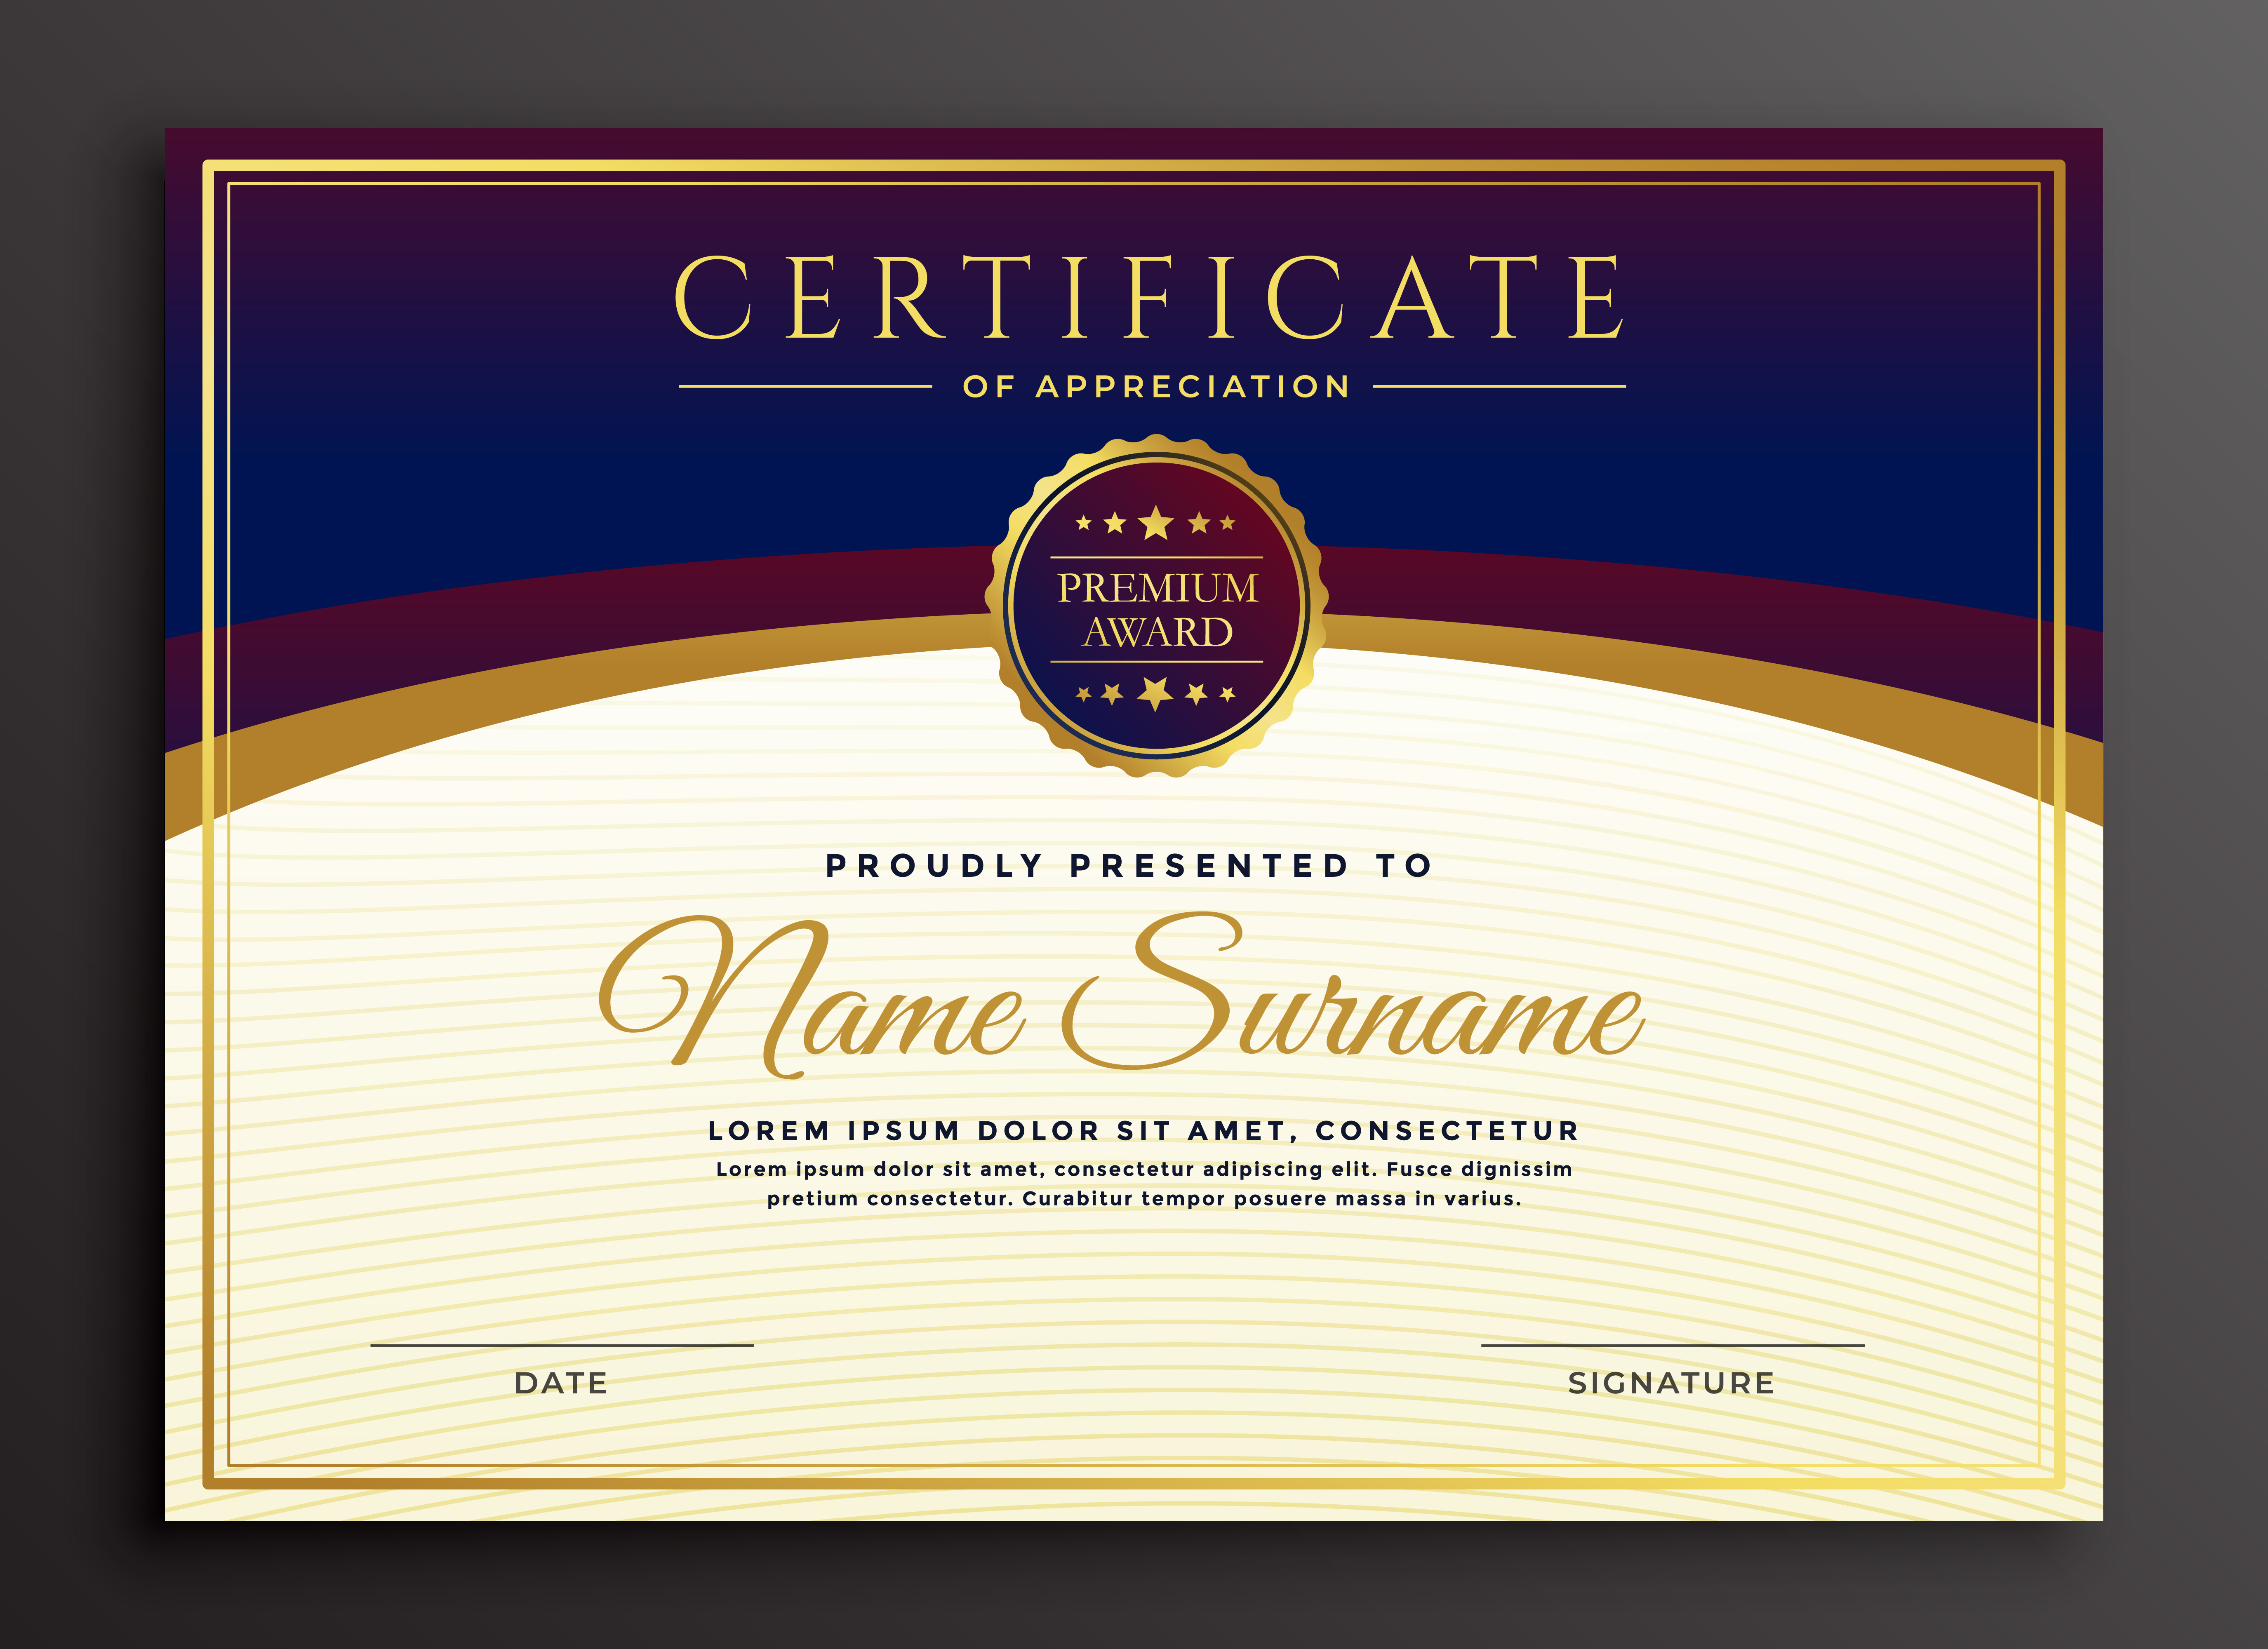 CERTIFICATE
OF APPRECIATION
PREMIUM
AWARD
PROUDLY PRESENTED TO
Name Surname
LOREM IPSUM DOLOR SIT AMET, CONSECTETUR
Lorem ipsum dolor sit amet, consectetur adipiscing elit. Fusce dignissim
pretium consectetur. Curabitur tempor posuere massa in varius.
DATE
SIGNATURE